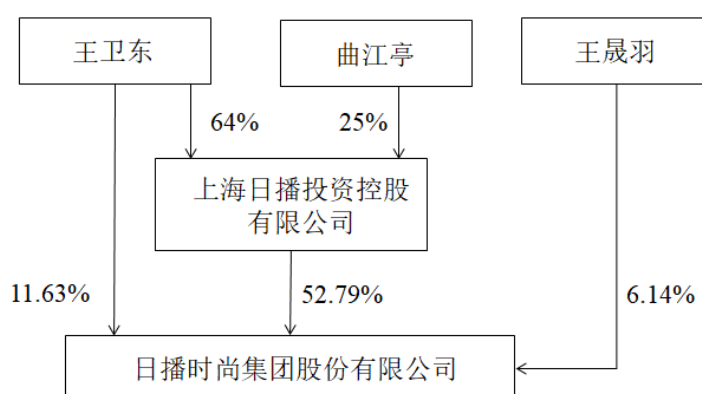 王卫东
曲江亭
王晟羽
64%
25%
上海日播投资控股
有限公司
11.63%
52.79%
6.14%
日播时尚集团股份有限公司